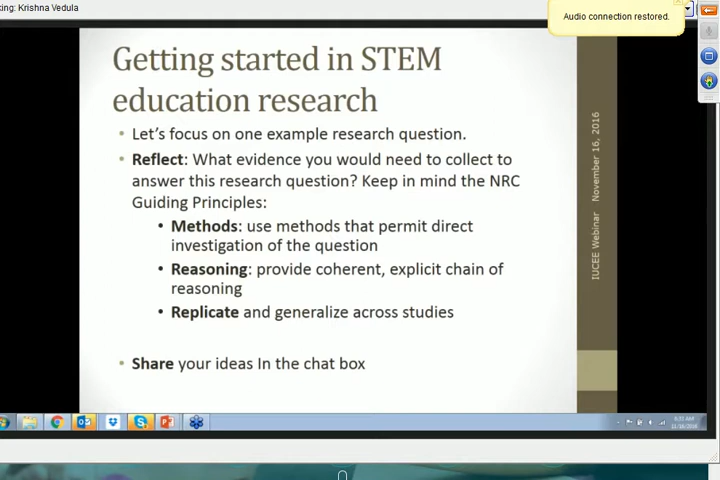 king: Krishna Vedula
Audio connection restored.
Getting started in STEM
education research
• Let's focus on one example research question.
• Reflect: What evidence you would need to collect to
answer this research question? Keep in mind the NRC
Guiding Principles:
• Methods: use methods that permit direct
investigation of the question
• Reasoning: provide coherent, explicit chain of
reasoning
• Replicate and generalize across studies
• Share your ideas In the chat box
IUCEE Webinar November 16, 2016